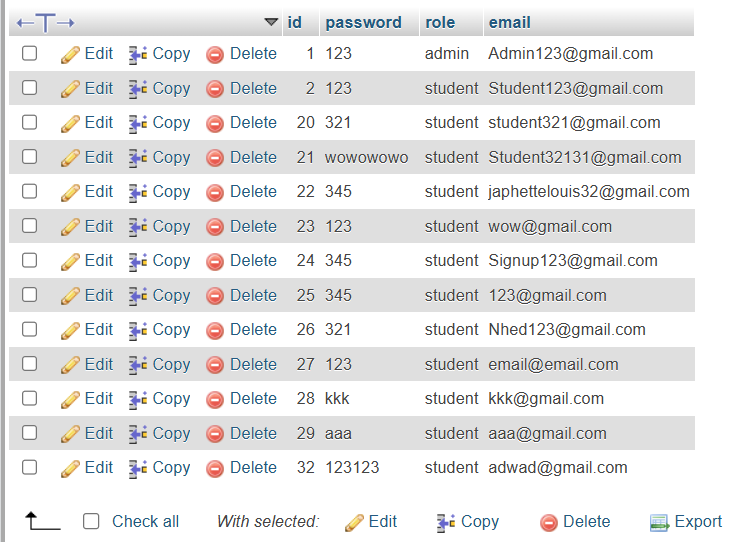 id password role email
Edit Copy Delete 1 123 admin Admin123@gmail.com
Edit Copy Delete 2 123 student Student123@gmail.com
Edit Copy Delete 20 321 student student321@gmail.com
Edit Copy Delete 21 wowowowo student Student32131@gmail.com
Edit Copy Delete 22 345 student japhettelouis32@gmail.com
Edit Copy Delete 23 123 student wow@gmail.com
Edit Copy Delete 24 345 student Signup123@gmail.com
Edit Copy Delete 25 345 student 123@gmail.com
Edit Copy Delete 26 321 student Nhed123@gmail.com
Edit Copy Delete 27 123 student email@email.com
Edit Copy Delete 28 kkk student kkk@gmail.com
Edit Copy Delete 29 aaa student aaa@gmail.com
Edit Copy Delete 32 123123 student adwad@gmail.com
Check all With selected: Edit Copy Delete Export